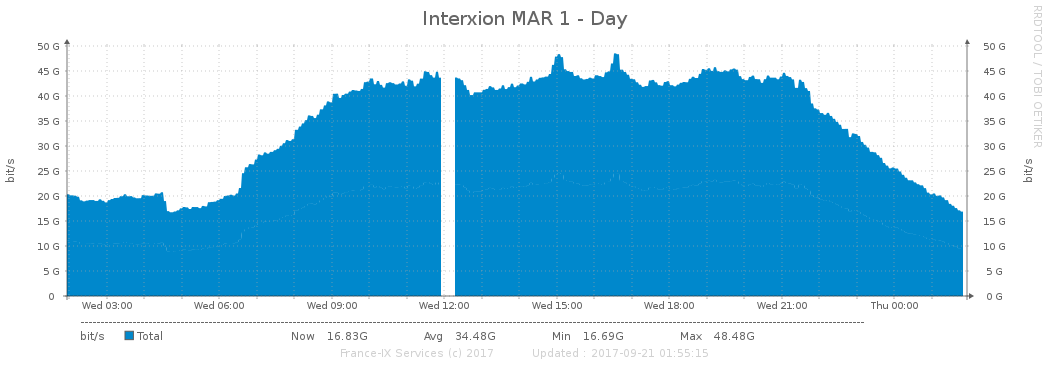 Interxion MAR 1 - Day
RRDTOOL / TOBI OETIKER
bit/s
50 G 50 G
45 G 45 G
40 G 40 G
35 G 35 G
30 G 30 G
25 G 25 G
20 G 20 G
15 G 15 G
10 G 10 G
5 G 5 G
0 0 G
bit/s
Wed 03:00 Wed 06:00 Wed 09:00 Wed 12:00 Wed 15:00 Wed 18:00 Wed 21:00 Thu 00:00
bit/s Total Now 16.83G Avg 34.48G Min 16.69G Max 48.48G
France-IX Services (c) 2017 Updated : 2017-09-21 01:55:15